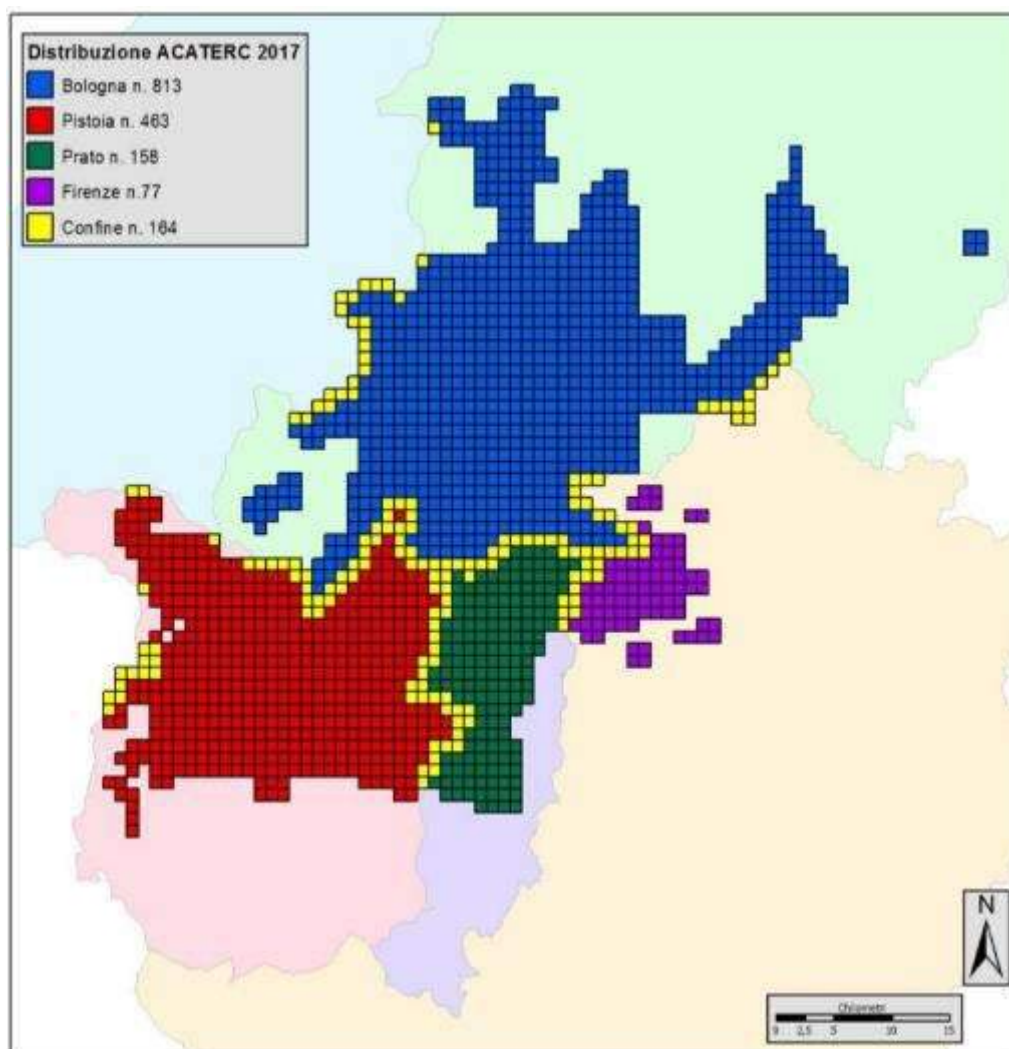 Distribuzione ACATERC 2017
Bologna n. 813
Pistoia n. 463
Prato n. 158
Firenze n.77
Confine n. 164
N
Chilometri
0 2,5 5 10 15